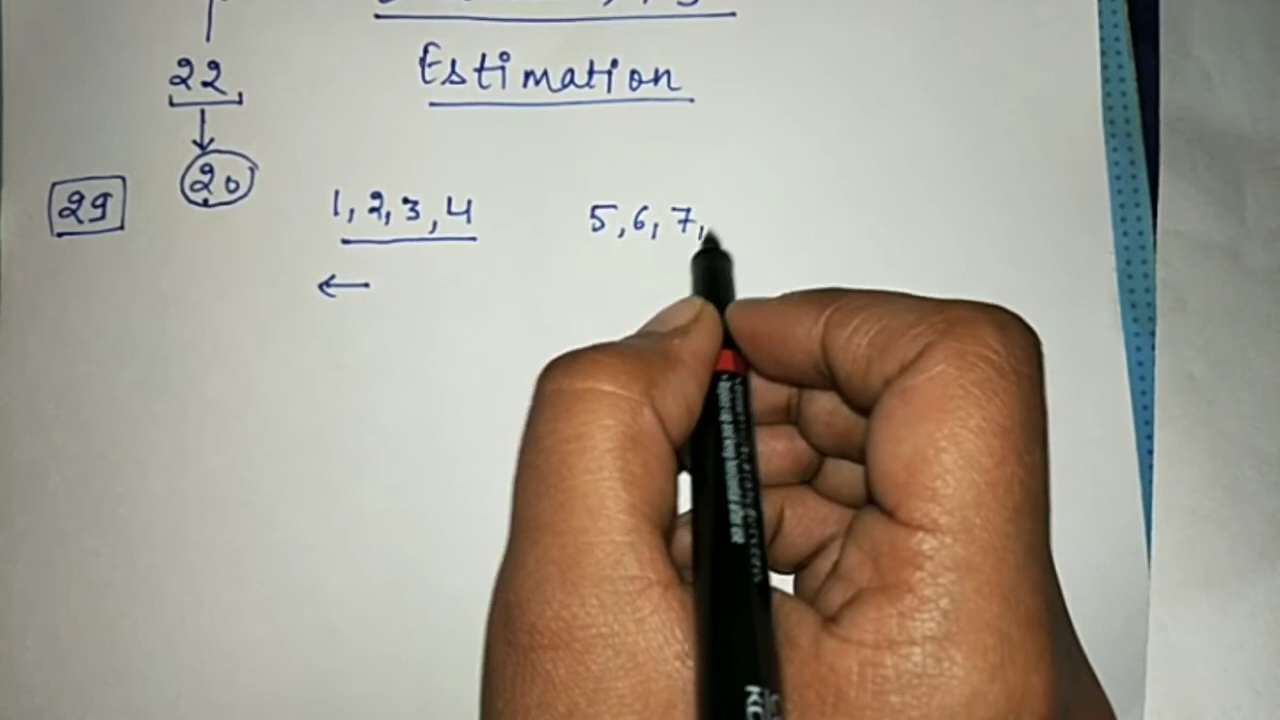 Estimation
22
20
29
1, 2, 3, 4
5, 6, 7,
←